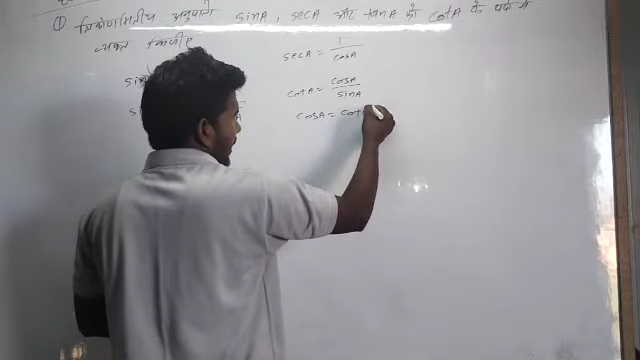 ① त्रिकोणमितीय अनुपातों sinA, secA और tanA को cotA के पदों में
व्यक्त कीजिए
secA = 1/cosA
cotA = cosA/sinA
cosA = cot